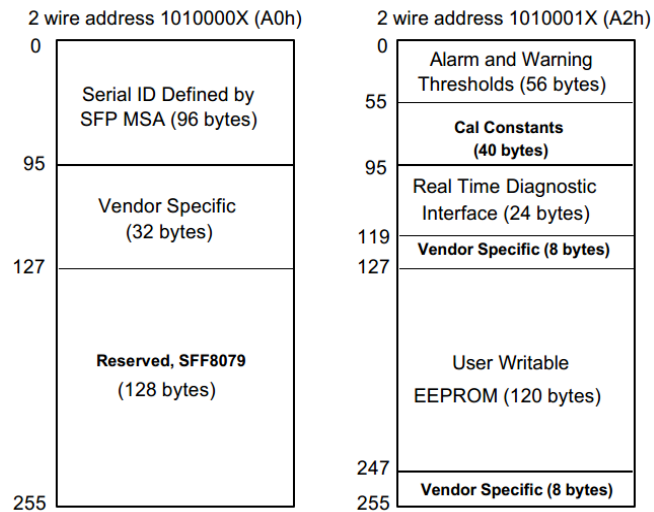 2 wire address 1010000X (A0h)
0
Serial ID Defined by
SFP MSA (96 bytes)
95
Vendor Specific
(32 bytes)
127
Reserved, SFF8079
(128 bytes)
255
2 wire address 1010001X (A2h)
0
Alarm and Warning
Thresholds (56 bytes)
55
Cal Constants
(40 bytes)
95
Real Time Diagnostic
Interface (24 bytes)
119
Vendor Specific (8 bytes)
127
User Writable
EEPROM (120 bytes)
247
Vendor Specific (8 bytes)
255